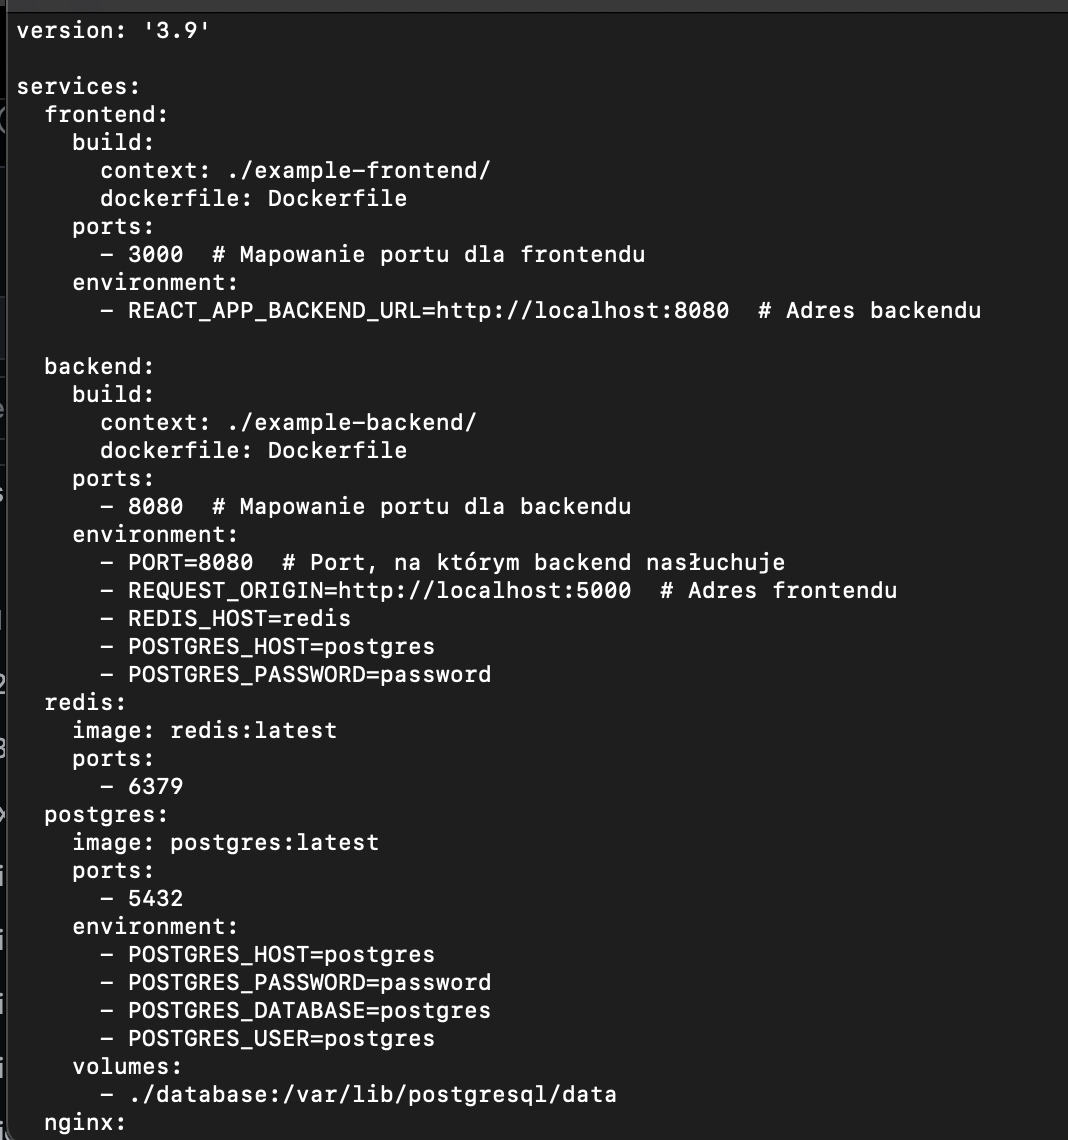 version: '3.9'

services:
  frontend:
    build:
      context: ./example-frontend/
      dockerfile: Dockerfile
    ports:
      - 3000  # Mapowanie portu dla frontendu
    environment:
      - REACT_APP_BACKEND_URL=http://localhost:8080  # Adres backendu

  backend:
    build:
      context: ./example-backend/
      dockerfile: Dockerfile
    ports:
      - 8080  # Mapowanie portu dla backendu
    environment:
      - PORT=8080  # Port, na którym backend nasłuchuje
      - REQUEST_ORIGIN=http://localhost:5000  # Adres frontendu
      - REDIS_HOST=redis
      - POSTGRES_HOST=postgres
      - POSTGRES_PASSWORD=password
  redis:
    image: redis:latest
    ports:
      - 6379
  postgres:
    image: postgres:latest
    ports:
      - 5432
    environment:
      - POSTGRES_HOST=postgres
      - POSTGRES_PASSWORD=password
      - POSTGRES_DATABASE=postgres
      - POSTGRES_USER=postgres
    volumes:
      - ./database:/var/lib/postgresql/data
  nginx: